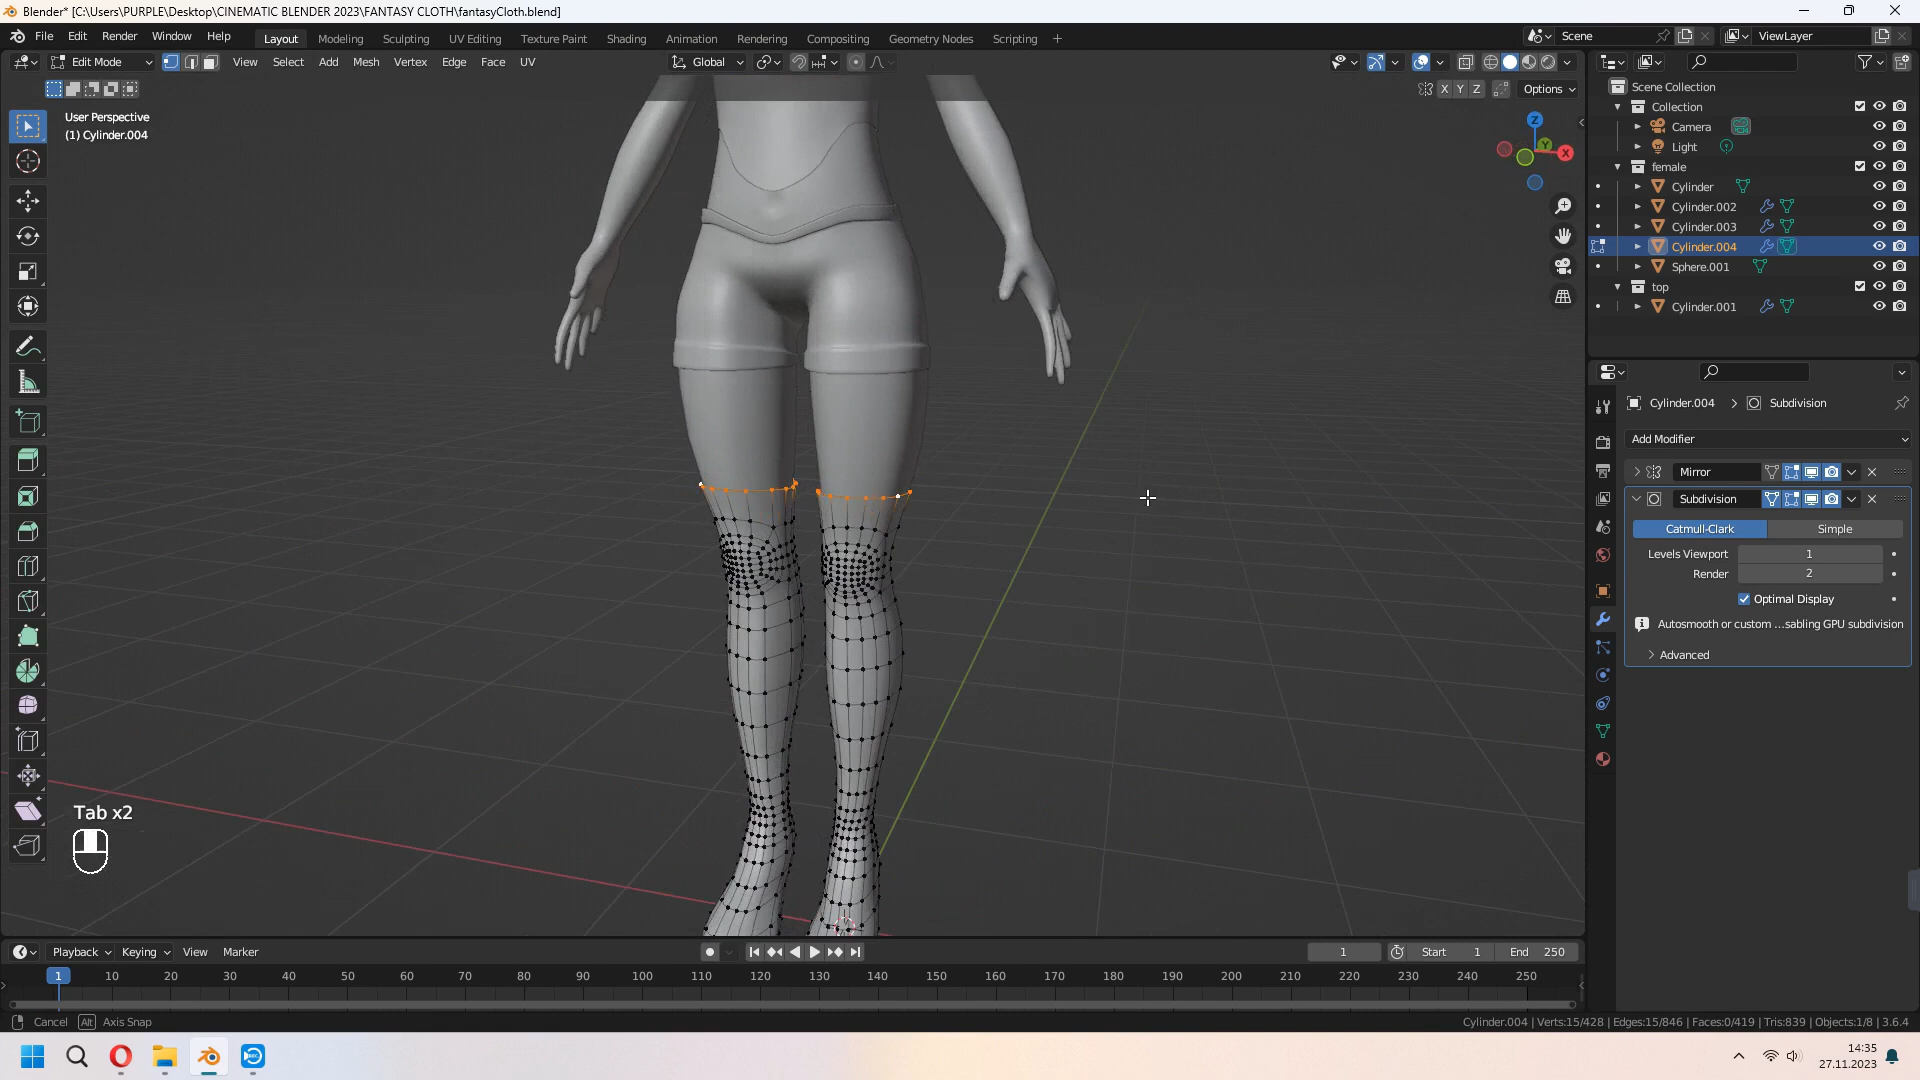 Blender* [C:\Users\PURPLE\Desktop\CINEMATIC BLENDER 2023\FANTASY CLOTH\fantasyCloth.blend]
File Edit Render Window Help Layout Modeling Sculpting UV Editing Texture Paint Shading Animation Rendering Compositing Geometry Nodes Scripting + Scene ViewLayer
Edit Mode View Select Add Mesh Vertex Edge Face UV Global
X Y Z Options
User Perspective
(1) Cylinder.004
Z
Y
X
Tab x2
Scene Collection
Collection
Camera
Light
female
Cylinder
Cylinder.002
Cylinder.003
Cylinder.004
Sphere.001
top
Cylinder.001
Cylinder.004 > Subdivision
Add Modifier
Mirror
Subdivision
Catmull-Clark Simple
Levels Viewport 1
Render 2
Optimal Display
Autosmooth or custom ...sabling GPU subdivision
Advanced
Playback Keying View Marker 1 Start 1 End 250
1 10 20 30 40 50 60 70 80 90 100 110 120 130 140 150 160 170 180 190 200 210 220 230 240 250
Cancel Alt Axis Snap Cylinder.004 | Verts:15/428 | Edges:15/846 | Faces:0/419 | Tris:839 | Objects:1/8 | 3.6.4
14:35
27.11.2023